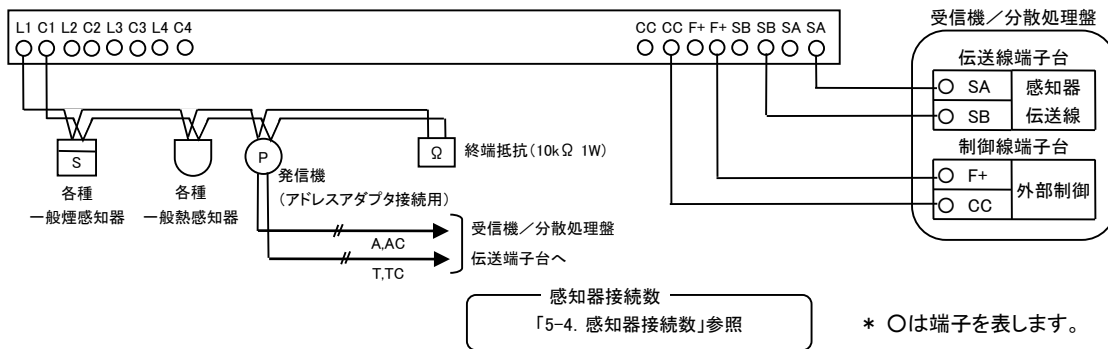 L1 C1 L2 C2 L3 C3 L4 C4
CC CC F+ F+ SB SB SA SA
受信機／分散処理盤
伝送線端子台
SA
SB
感知器
伝送線
制御線端子台
F+
CC
外部制御
S
各種
一般煙感知器
各種
一般熱感知器
P
発信機
(アドレスアダプタ接続用)
Ω
終端抵抗(10kΩ 1W)
A,AC
T,TC
受信機／分散処理盤
伝送端子台へ
感知器接続数
「5-4. 感知器接続数」参照
* ○は端子を表します。